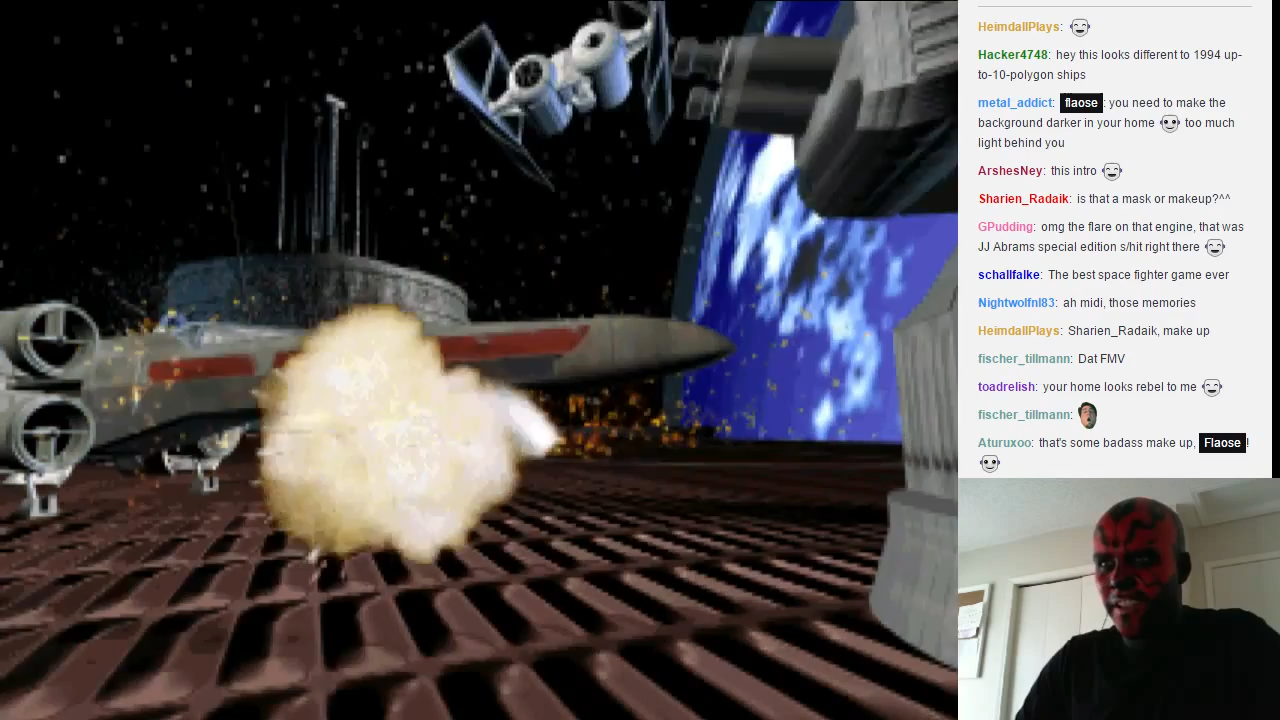 HeimdallPlays:
Hacker4748: hey this looks different to 1994 up-
to-10-polygon ships
metal_addict: flaose : you need to make the
background darker in your home too much
light behind you
ArshesNey: this intro
Sharien_Radaik: is that a mask or makeup?^^
GPudding: omg the flare on that engine, that was
JJ Abrams special edition s/hit right there
schallfalke: The best space fighter game ever
Nightwolfnl83: ah midi, those memories
HeimdallPlays: Sharien_Radaik, make up
fischer_tillmann: Dat FMV
toadrelish: your home looks rebel to me
fischer_tillmann:
Aturuxoo: that's some badass make up, Flaose !